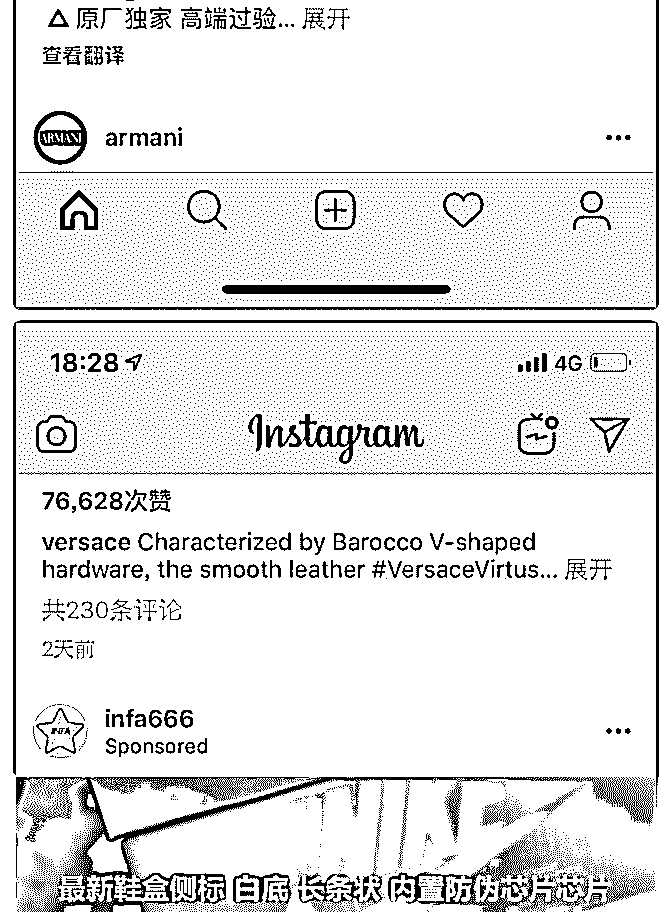 △ 原厂独家 高端过验... 展开
查看翻译
ARMANI
armani
18:28
4G
Instagram
76,628次赞
versace Characterized by Barocco V-shaped
hardware, the smooth leather #VersaceVirtus... 展开
共230条评论
2天前
INFA
infa666
Sponsored
最新鞋盒侧标 白底 长条状 内置防伪芯片芯片